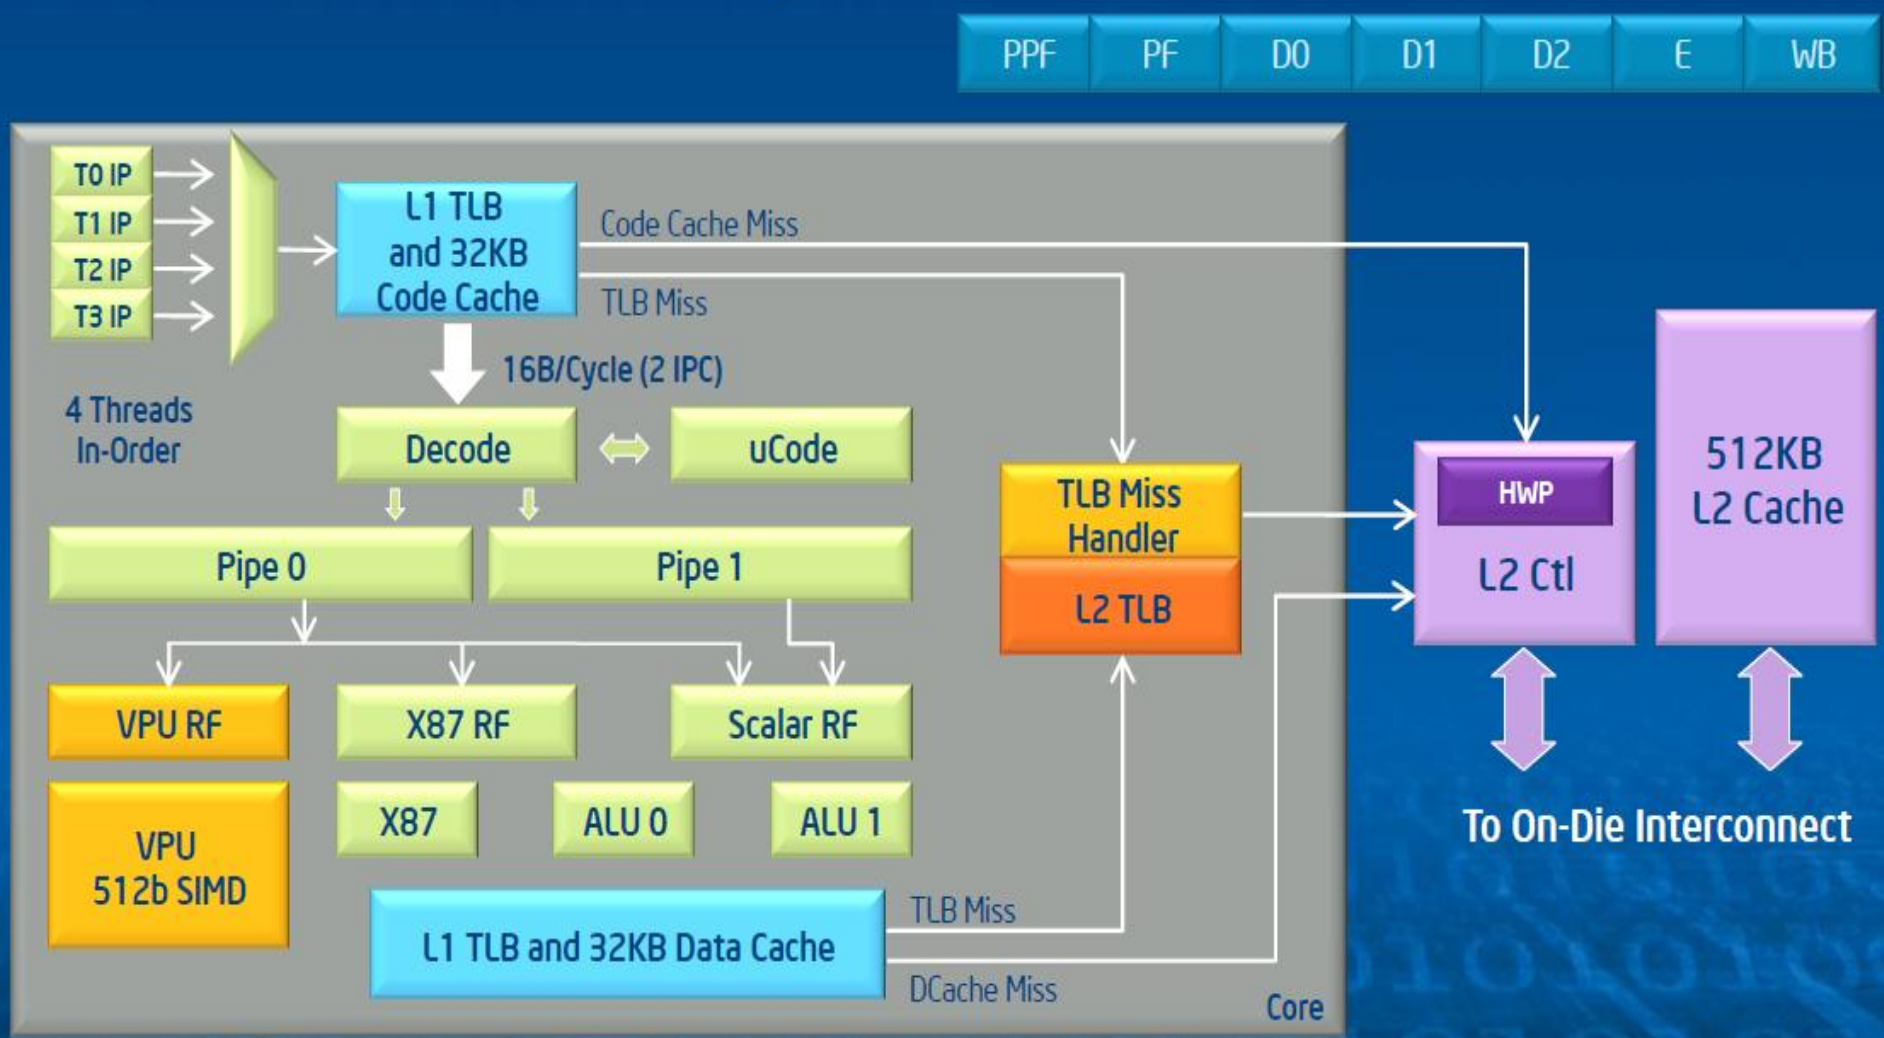 PPF
PF
D0
D1
D2
E
WB
T0 IP
T1 IP
T2 IP
T3 IP
4 Threads
In-Order
L1 TLB
and 32KB
Code Cache
Code Cache Miss
TLB Miss
16B/Cycle (2 IPC)
Decode
uCode
Pipe 0
Pipe 1
VPU RF
X87 RF
Scalar RF
VPU
512b SIMD
X87
ALU 0
ALU 1
L1 TLB and 32KB Data Cache
TLB Miss
DCache Miss
Core
TLB Miss
Handler
L2 TLB
HWP
L2 Ctl
512KB
L2 Cache
To On-Die Interconnect